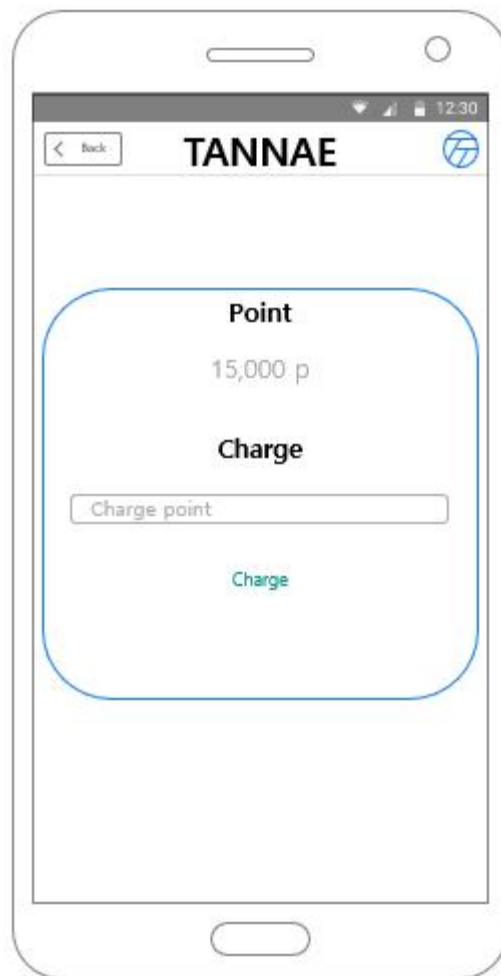 12:30
Back
TANNAE
Point
15,000 p
Charge
Charge point
Charge